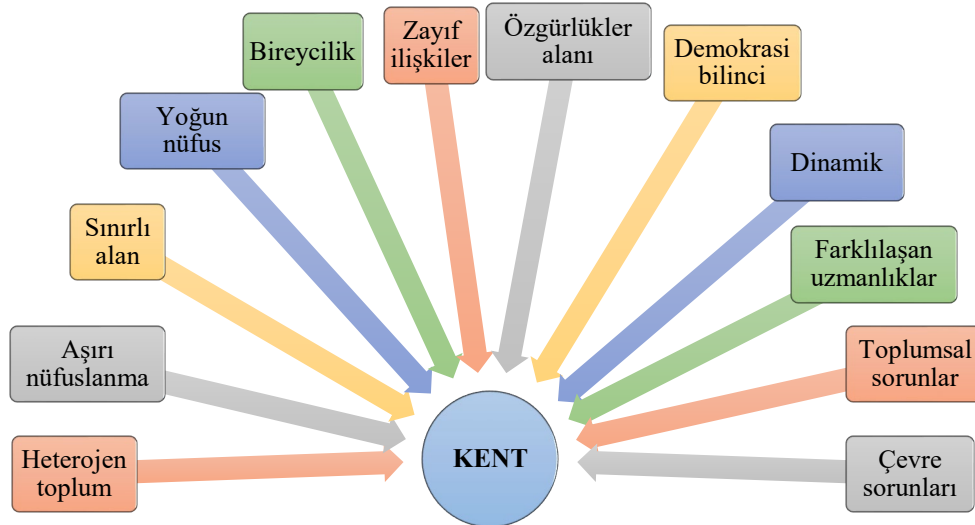 Heterojen
toplum
Aşırı
nüfuslanma
Sınırlı
alan
Yoğun
nüfus
Bireycilik
Zayıf
ilişkiler
Özgürlükler
alanı
Demokrasi
bilinci
Dinamik
Farklılaşan
uzmanlıklar
Toplumsal
sorunlar
Çevre
sorunları
KENT